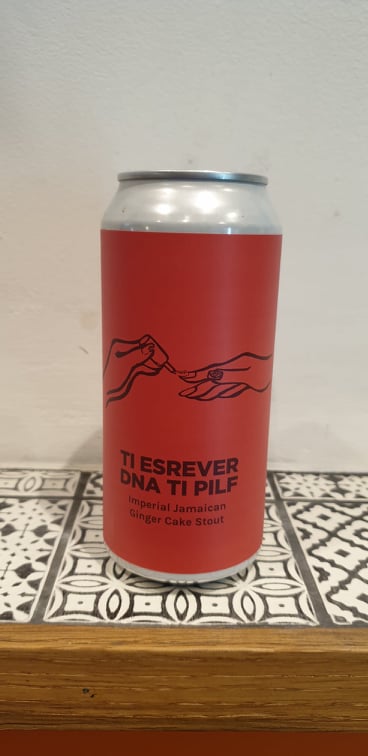 TI ESREVER
DNA TI PILF
Imperial Jamaican
Ginger Cake Stout